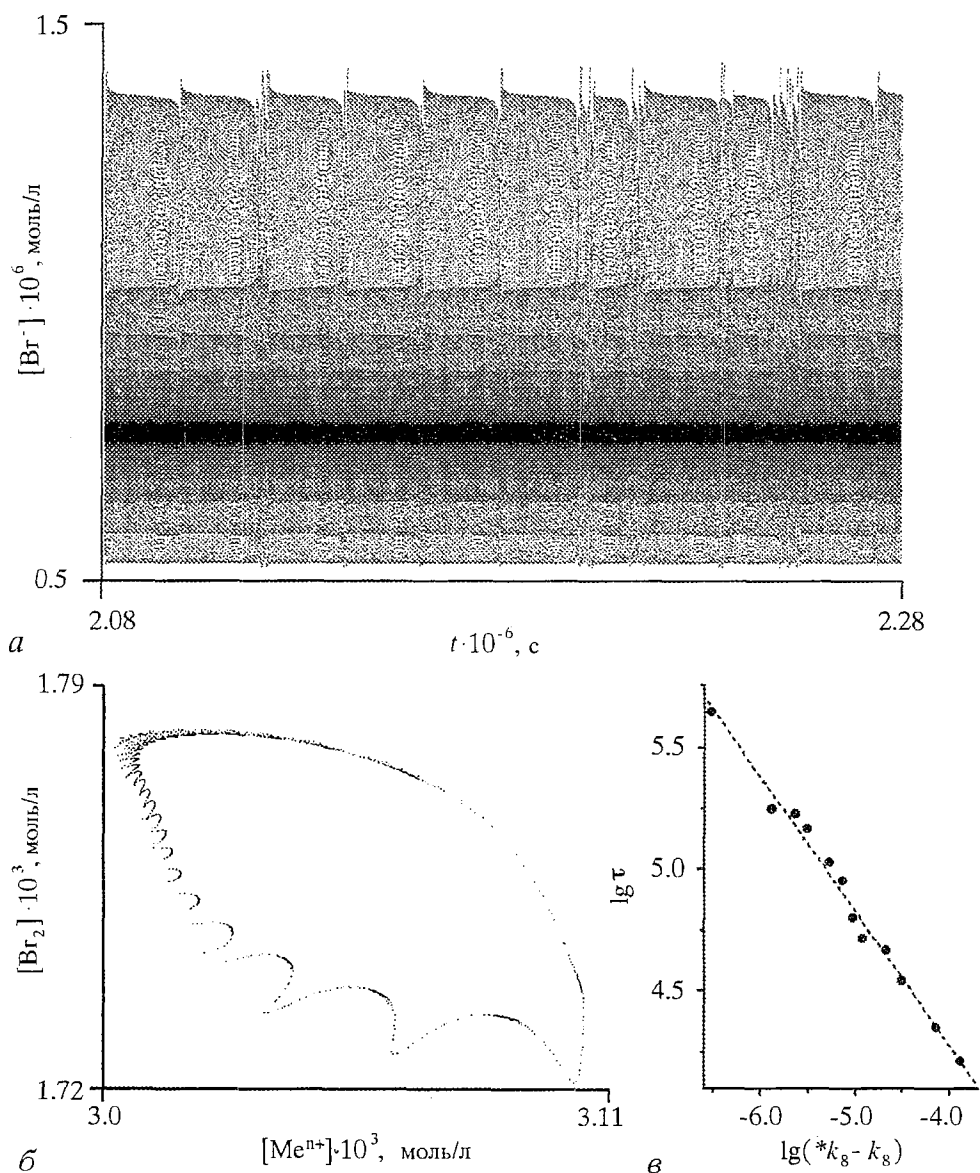 1.5
[Br⁻]·10⁶, моль/л
0.5
2.08
2.28
t·10⁻⁶, с
а
1.79
[Br₂]·10³, моль/л
1.72
3.0
3.11
[Meⁿ⁺]·10³, моль/л
б
5.5
5.0
4.5
lg τ
-6.0
-5.0
-4.0
lg(*k₈- k₈)
в